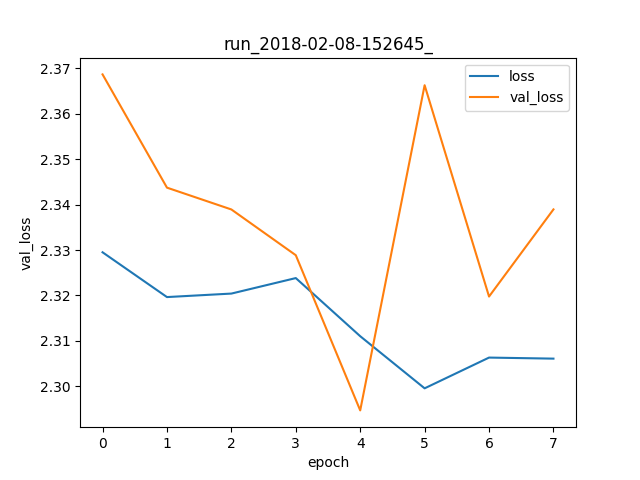 run_2018-02-08-152645_
loss
val_loss
2.37
2.36
2.35
2.34
2.33
2.32
2.31
2.30
val_loss
0 1 2 3 4 5 6 7
epoch